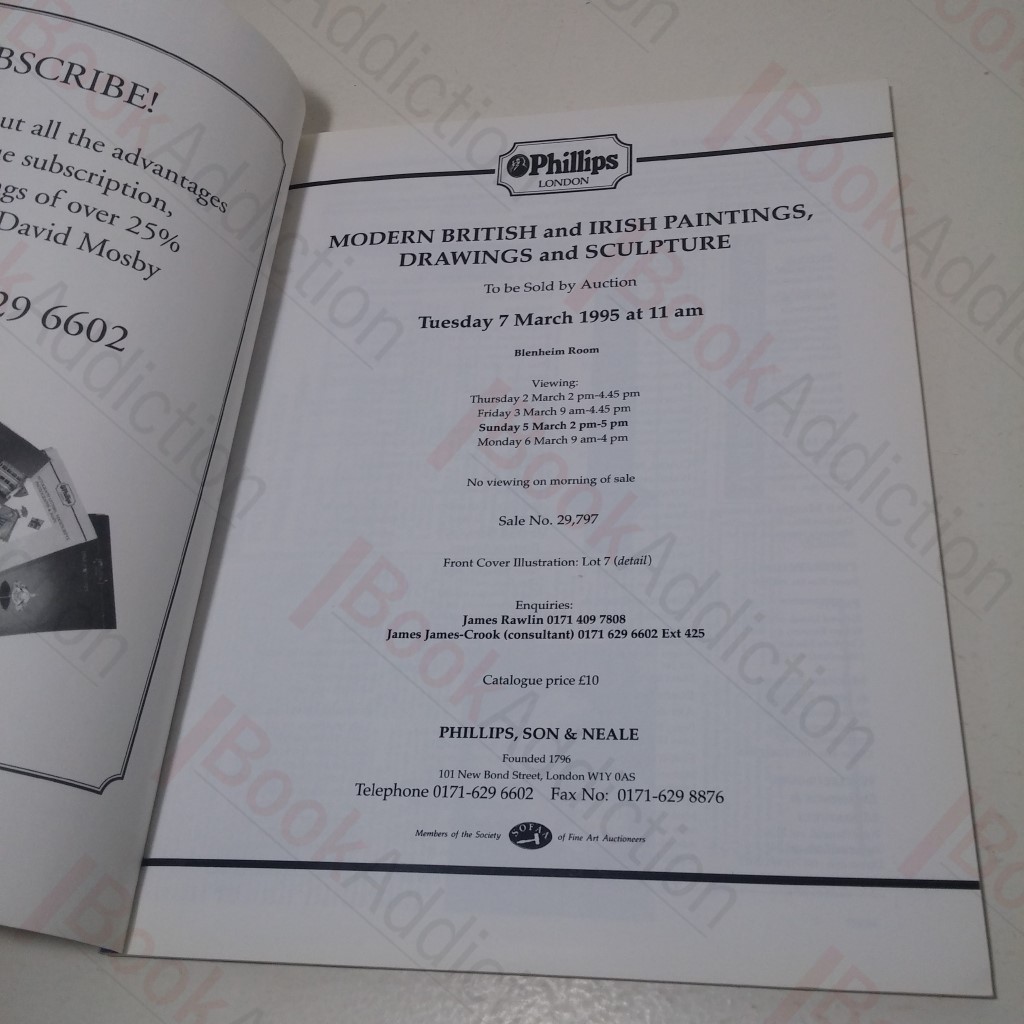 BSCRIBE!
ut all the advantages
e subscription,
gs of over 25%
David Mosby
29 6602
Phillips
LONDON
MODERN BRITISH and IRISH PAINTINGS,
DRAWINGS and SCULPTURE
To be Sold by Auction
Tuesday 7 March 1995 at 11 am
Blenheim Room
Viewing:
Thursday 2 March 2 pm-4.45 pm
Friday 3 March 9 am-4.45 pm
Sunday 5 March 2 pm-5 pm
Monday 6 March 9 am-4 pm
No viewing on morning of sale
Sale No. 29,797
Front Cover Illustration: Lot 7 (detail)
Enquiries:
James Rawlin 0171 409 7808
James James-Crook (consultant) 0171 629 6602 Ext 425
Catalogue price £10
PHILLIPS, SON & NEALE
Founded 1796
101 New Bond Street, London W1Y 0AS
Telephone 0171-629 6602 Fax No: 0171-629 8876
Members of the Society SOFAA of Fine Art Auctioneers
BookAddiction